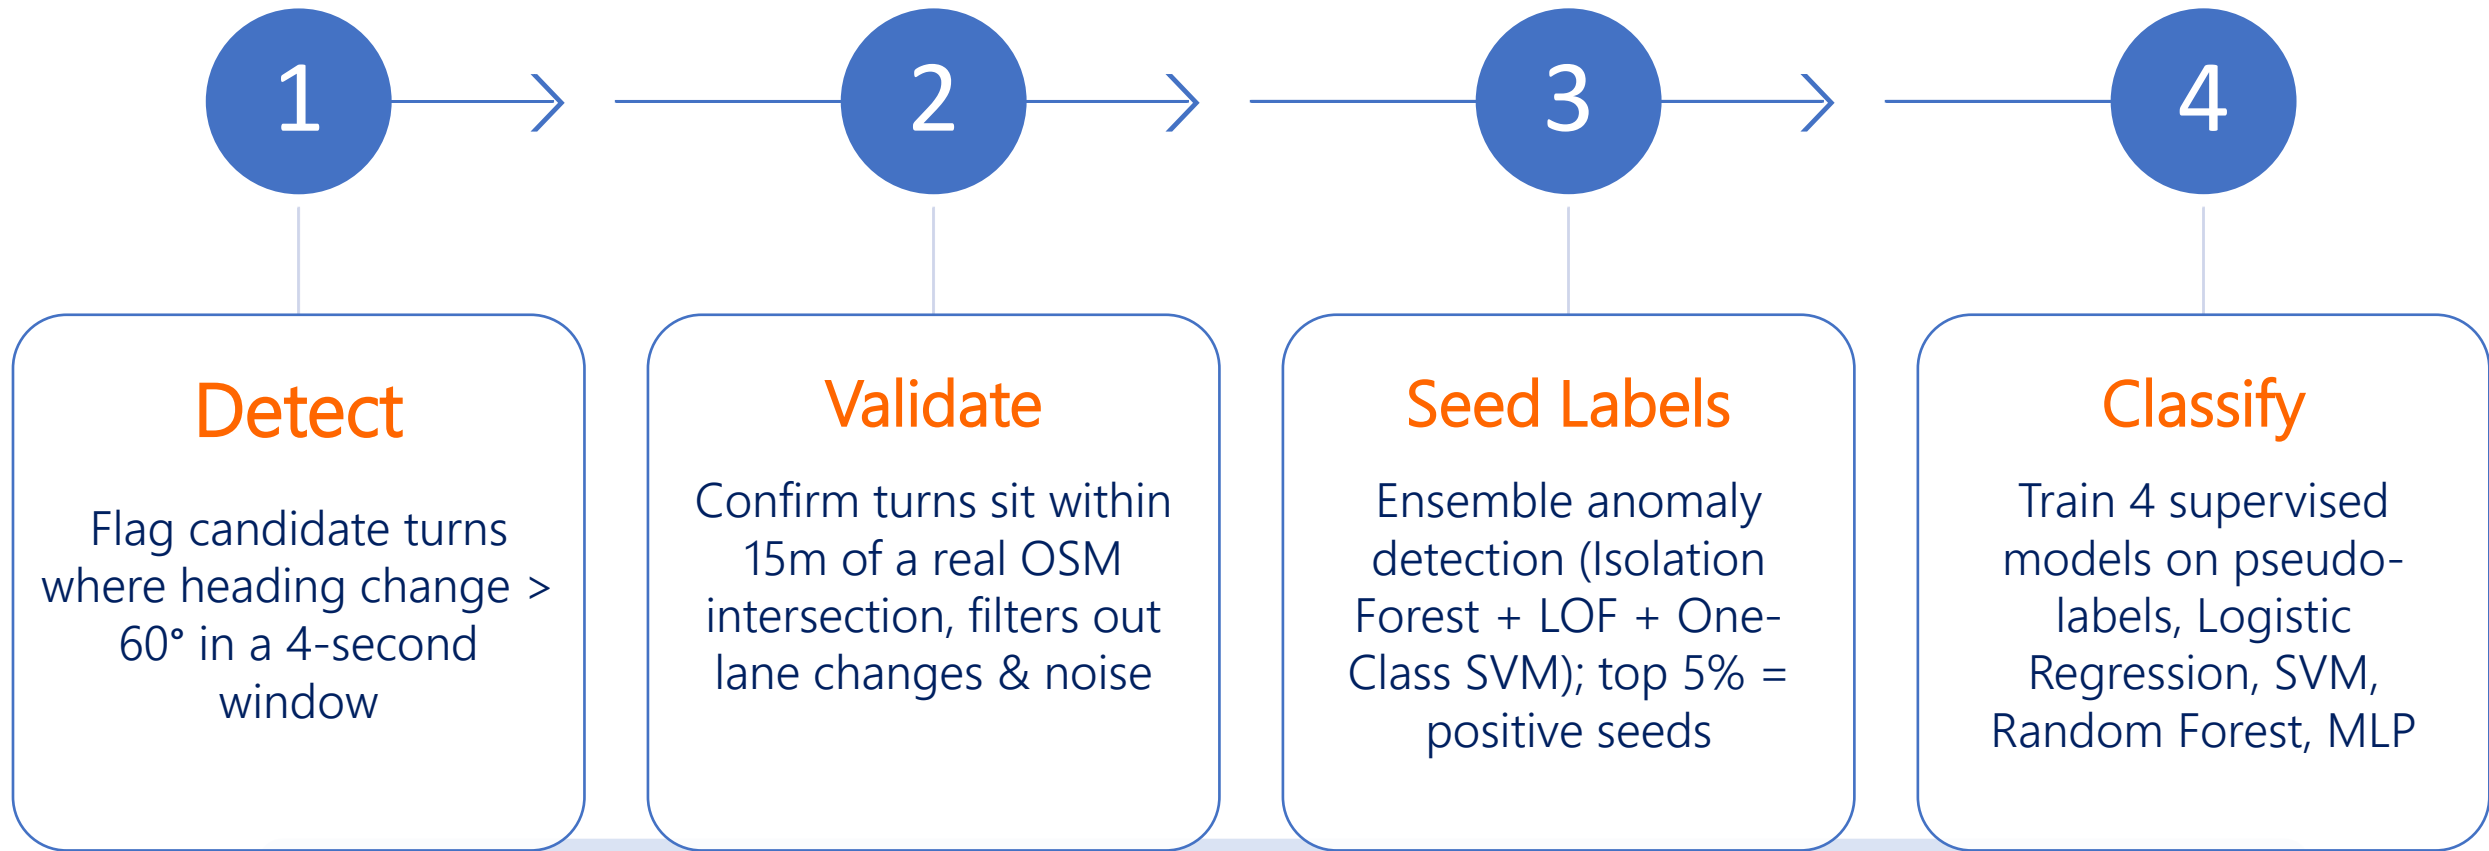 1
2
3
4
Detect
Flag candidate turns
where heading change >
60° in a 4-second
window
Validate
Confirm turns sit within
15m of a real OSM
intersection, filters out
lane changes & noise
Seed Labels
Ensemble anomaly
detection (Isolation
Forest + LOF + One-
Class SVM); top 5% =
positive seeds
Classify
Train 4 supervised
models on pseudo-
labels, Logistic
Regression, SVM,
Random Forest, MLP